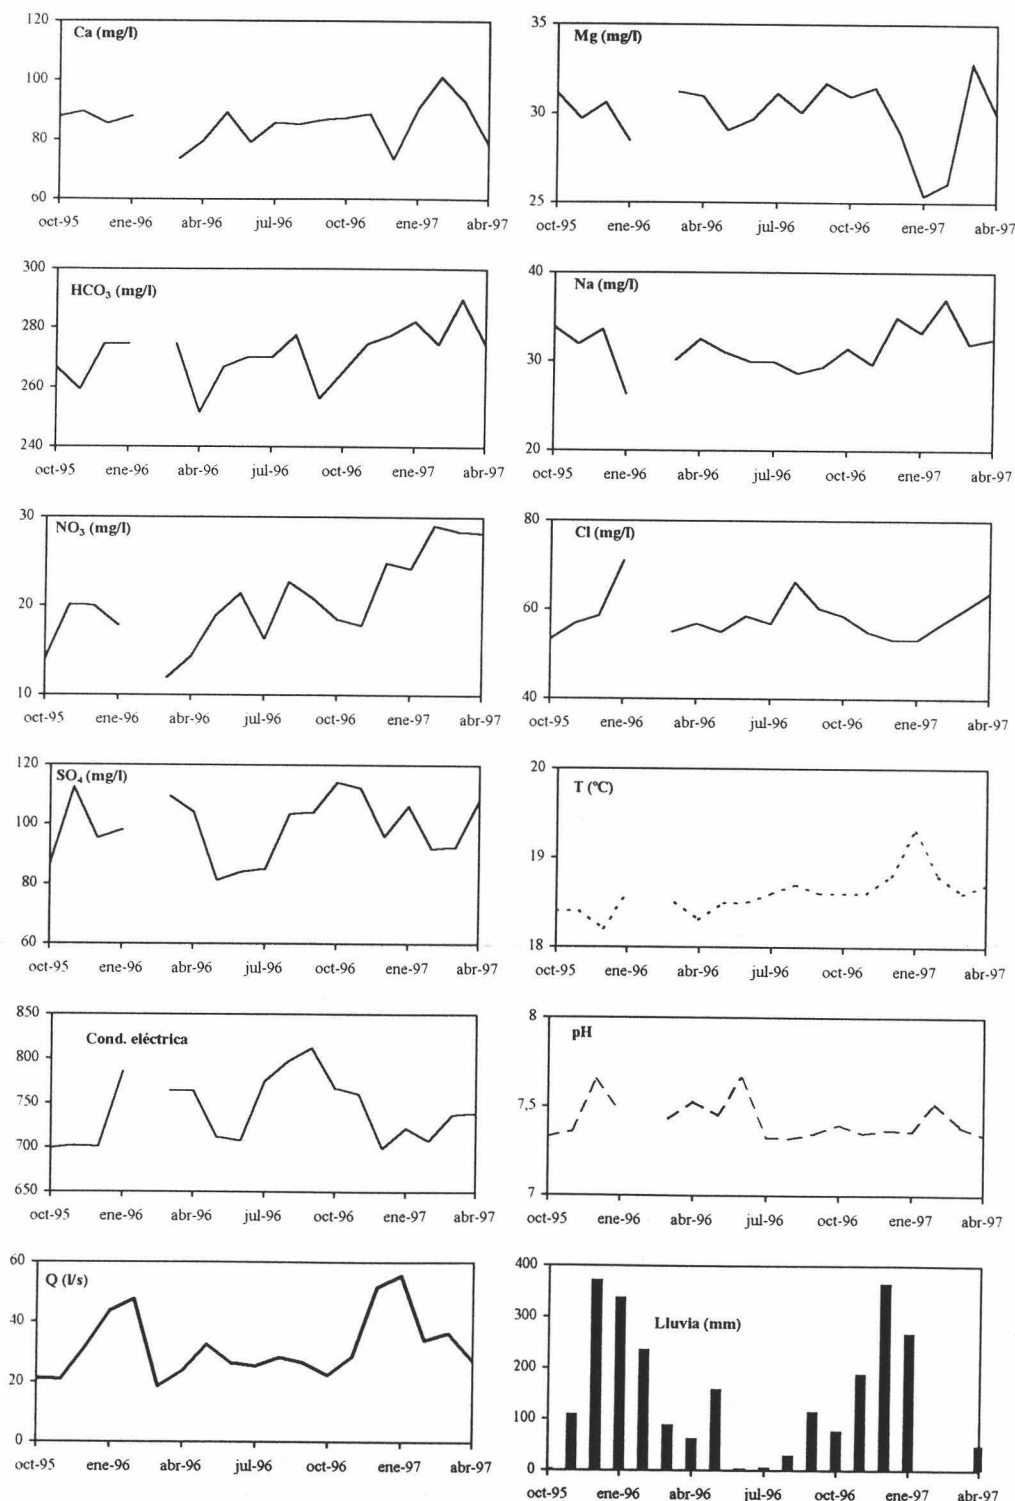 Ca (mg/l)
120
100
80
60
oct-95 ene-96 abr-96 jul-96 oct-96 ene-97 abr-97
Mg (mg/l)
35
30
25
oct-95 ene-96 abr-96 jul-96 oct-96 ene-97 abr-97
HCO₃ (mg/l)
300
280
260
240
oct-95 ene-96 abr-96 jul-96 oct-96 ene-97 abr-97
Na (mg/l)
40
30
20
oct-95 ene-96 abr-96 jul-96 oct-96 ene-97 abr-97
NO₃ (mg/l)
30
20
10
oct-95 ene-96 abr-96 jul-96 oct-96 ene-97 abr-97
Cl (mg/l)
80
60
40
oct-95 ene-96 abr-96 jul-96 oct-96 ene-97 abr-97
SO₄ (mg/l)
120
100
80
60
oct-95 ene-96 abr-96 jul-96 oct-96 ene-97 abr-97
T (ºC)
20
19
18
oct-95 ene-96 abr-96 jul-96 oct-96 ene-97 abr-97
Cond. eléctrica
850
800
750
700
650
oct-95 ene-96 abr-96 jul-96 oct-96 ene-97 abr-97
pH
8
7,5
7
oct-95 ene-96 abr-96 jul-96 oct-96 ene-97 abr-97
Q (l/s)
60
40
20
0
oct-95 ene-96 abr-96 jul-96 oct-96 ene-97 abr-97
Lluvia (mm)
400
300
200
100
0
oct-95 ene-96 abr-96 jul-96 oct-96 ene-97 abr-97